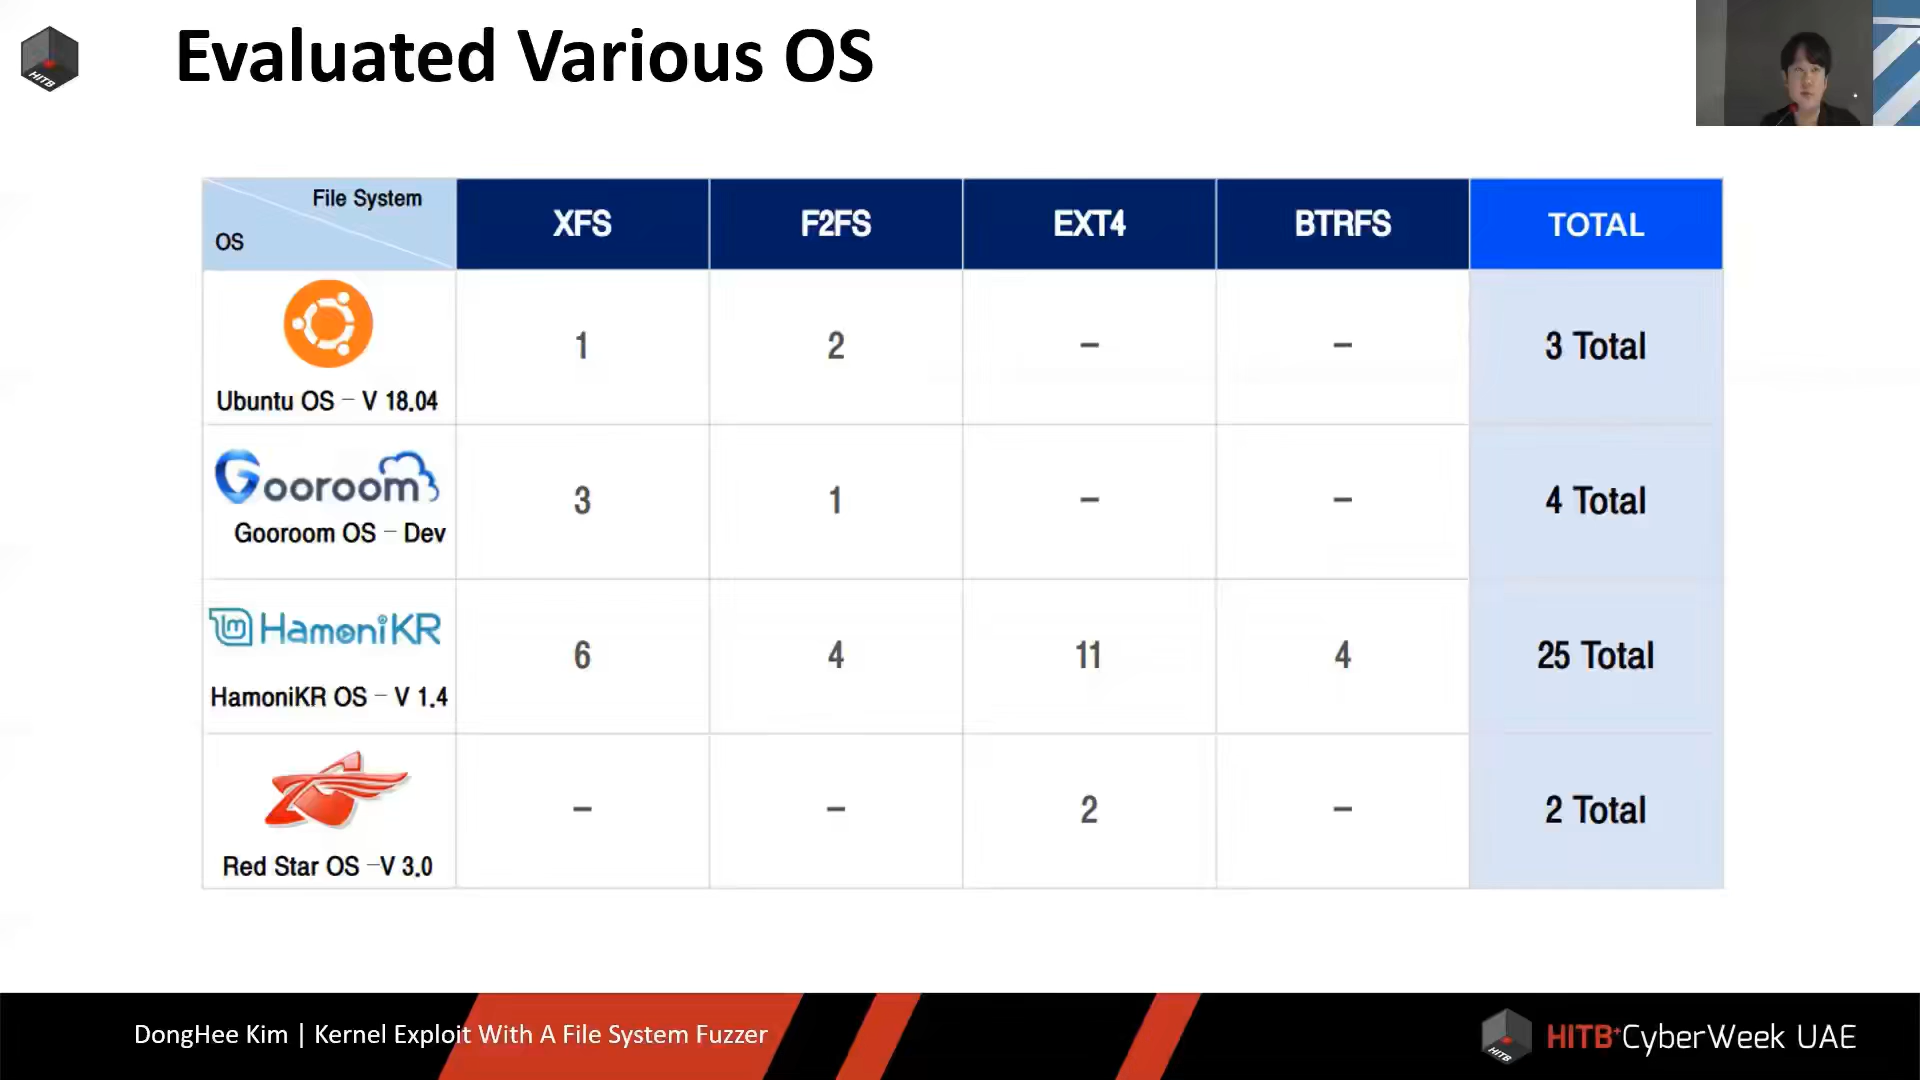 HITB
Evaluated Various OS
File System
OS
XFS
F2FS
EXT4
BTRFS
TOTAL
Ubuntu OS – V 18.04
1
2
–
–
3 Total
Gooroom
Gooroom OS – Dev
3
1
–
–
4 Total
HamoniKR
HamoniKR OS – V 1.4
6
4
11
4
25 Total
Red Star OS –V 3.0
–
–
2
–
2 Total
DongHee Kim | Kernel Exploit With A File System Fuzzer
HITB
HITB+CyberWeek UAE